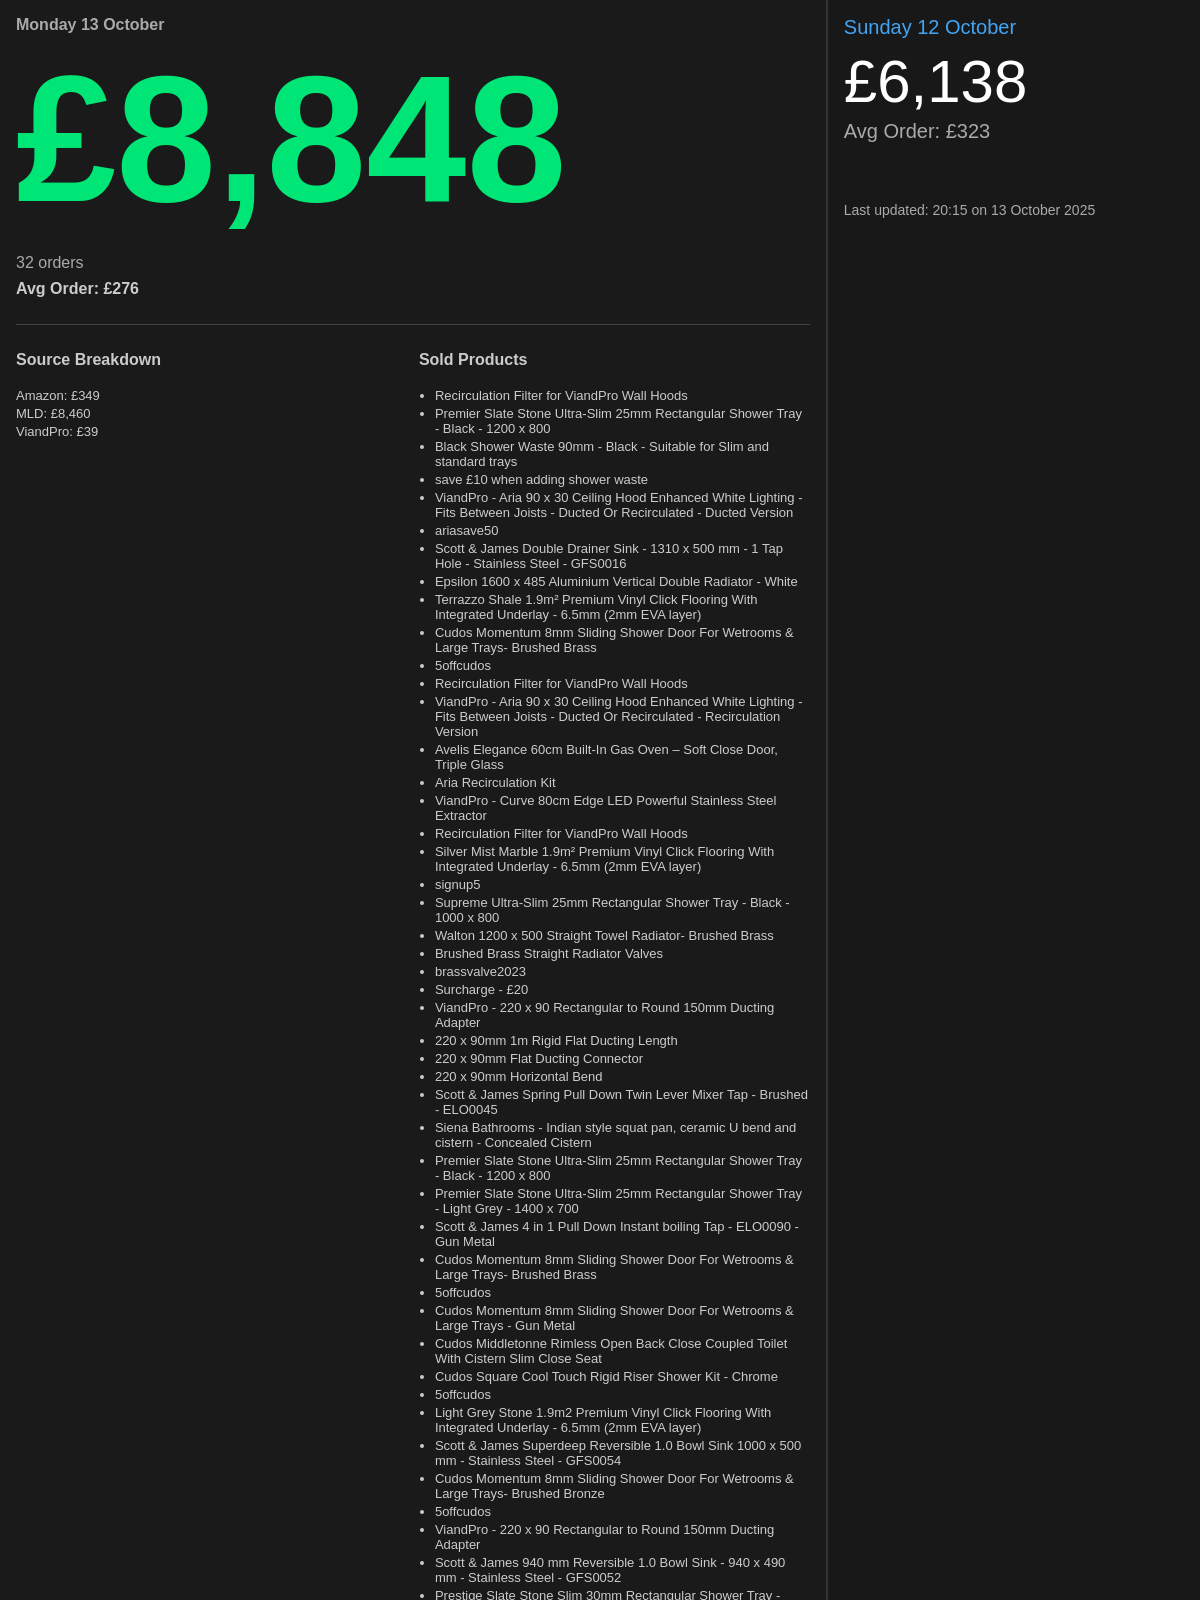 Monday 13 October
£8,848
32 orders
Avg Order: £276
Source Breakdown
Amazon: £349
MLD: £8,460
ViandPro: £39
Sold Products
Recirculation Filter for ViandPro Wall Hoods
Premier Slate Stone Ultra-Slim 25mm Rectangular Shower Tray
- Black - 1200 x 800
Black Shower Waste 90mm - Black - Suitable for Slim and
standard trays
save £10 when adding shower waste
ViandPro - Aria 90 x 30 Ceiling Hood Enhanced White Lighting -
Fits Between Joists - Ducted Or Recirculated - Ducted Version
ariasave50
Scott & James Double Drainer Sink - 1310 x 500 mm - 1 Tap
Hole - Stainless Steel - GFS0016
Epsilon 1600 x 485 Aluminium Vertical Double Radiator - White
Terrazzo Shale 1.9m² Premium Vinyl Click Flooring With
Integrated Underlay - 6.5mm (2mm EVA layer)
Cudos Momentum 8mm Sliding Shower Door For Wetrooms &
Large Trays- Brushed Brass
5offcudos
Recirculation Filter for ViandPro Wall Hoods
ViandPro - Aria 90 x 30 Ceiling Hood Enhanced White Lighting -
Fits Between Joists - Ducted Or Recirculated - Recirculation
Version
Avelis Elegance 60cm Built-In Gas Oven – Soft Close Door,
Triple Glass
Aria Recirculation Kit
ViandPro - Curve 80cm Edge LED Powerful Stainless Steel
Extractor
Recirculation Filter for ViandPro Wall Hoods
Silver Mist Marble 1.9m² Premium Vinyl Click Flooring With
Integrated Underlay - 6.5mm (2mm EVA layer)
signup5
Supreme Ultra-Slim 25mm Rectangular Shower Tray - Black -
1000 x 800
Walton 1200 x 500 Straight Towel Radiator- Brushed Brass
Brushed Brass Straight Radiator Valves
brassvalve2023
Surcharge - £20
ViandPro - 220 x 90 Rectangular to Round 150mm Ducting
Adapter
220 x 90mm 1m Rigid Flat Ducting Length
220 x 90mm Flat Ducting Connector
220 x 90mm Horizontal Bend
Scott & James Spring Pull Down Twin Lever Mixer Tap - Brushed
- ELO0045
Siena Bathrooms - Indian style squat pan, ceramic U bend and
cistern - Concealed Cistern
Premier Slate Stone Ultra-Slim 25mm Rectangular Shower Tray
- Black - 1200 x 800
Premier Slate Stone Ultra-Slim 25mm Rectangular Shower Tray
- Light Grey - 1400 x 700
Scott & James 4 in 1 Pull Down Instant boiling Tap - ELO0090 -
Gun Metal
Cudos Momentum 8mm Sliding Shower Door For Wetrooms &
Large Trays- Brushed Brass
5offcudos
Cudos Momentum 8mm Sliding Shower Door For Wetrooms &
Large Trays - Gun Metal
Cudos Middletonne Rimless Open Back Close Coupled Toilet
With Cistern Slim Close Seat
Cudos Square Cool Touch Rigid Riser Shower Kit - Chrome
5offcudos
Light Grey Stone 1.9m2 Premium Vinyl Click Flooring With
Integrated Underlay - 6.5mm (2mm EVA layer)
Scott & James Superdeep Reversible 1.0 Bowl Sink 1000 x 500
mm - Stainless Steel - GFS0054
Cudos Momentum 8mm Sliding Shower Door For Wetrooms &
Large Trays- Brushed Bronze
5offcudos
ViandPro - 220 x 90 Rectangular to Round 150mm Ducting
Adapter
Scott & James 940 mm Reversible 1.0 Bowl Sink - 940 x 490
mm - Stainless Steel - GFS0052
Prestige Slate Stone Slim 30mm Rectangular Shower Tray -
Sunday 12 October
£6,138
Avg Order: £323
Last updated: 20:15 on 13 October 2025